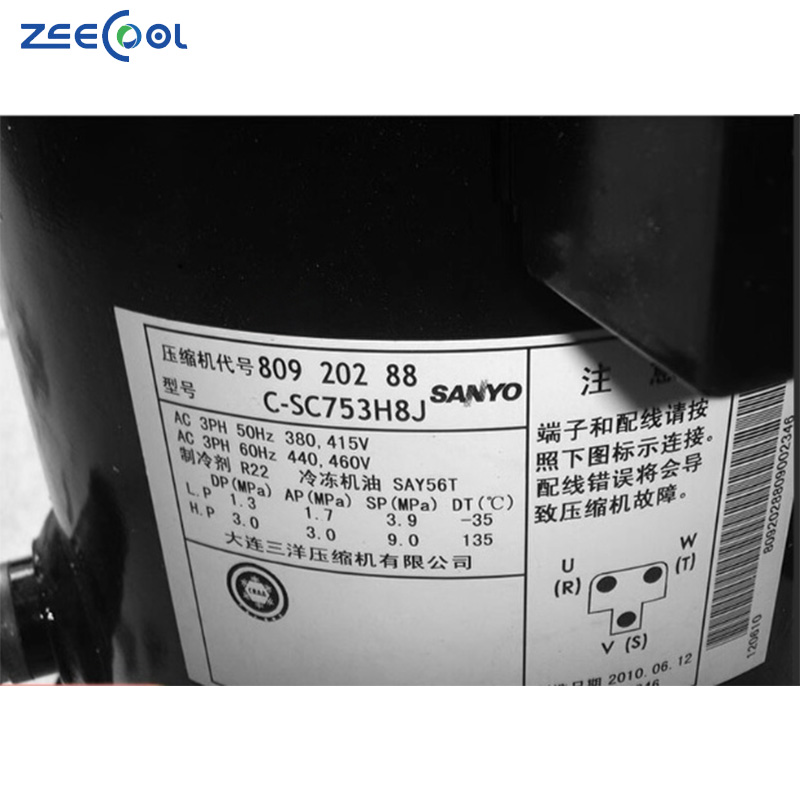 ZEECOOL
压缩机代号 809 202 88
型号 C-SC753H8J SANYO
AC 3PH 50Hz 380,415V
AC 3PH 60Hz 440,460V
制冷剂 R22 冷冻机油 SAY56T
DP(MPa) AP(MPa) SP(MPa) DT(℃)
L.P 1.3 1.7 3.9 -35
H.P 3.0 3.0 9.0 135
大连三洋压缩机有限公司
CRAA
注
端子和配线请按
照下图标示连接。
配线错误将会导
致压缩机故障。
U
(R)
W
(T)
V (S)
日期 2010.06.12
8092028809002346
120610